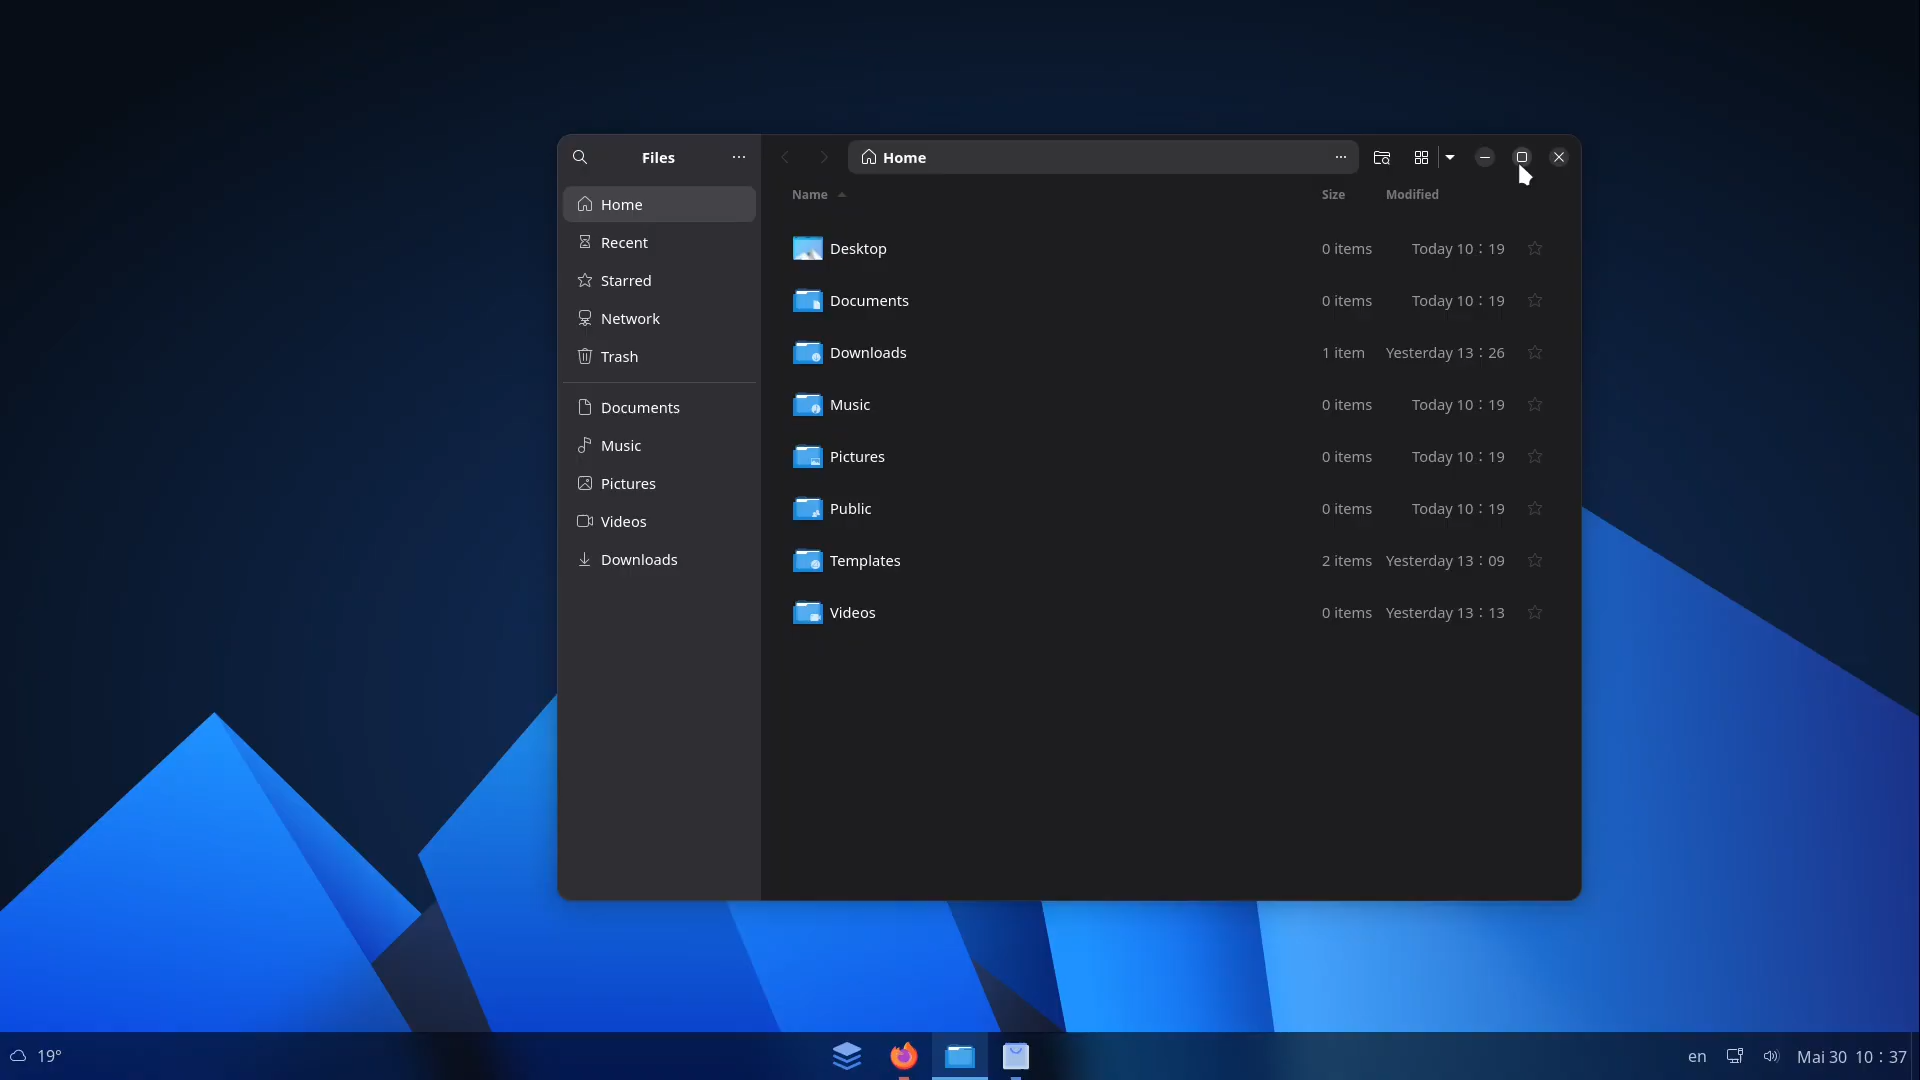 Files
Home
Home
Recent
Starred
Network
Trash
Documents
Music
Pictures
Videos
Downloads
Name Size Modified
Desktop 0 items Today 10∶19
Documents 0 items Today 10∶19
Downloads 1 item Yesterday 13∶26
Music 0 items Today 10∶19
Pictures 0 items Today 10∶19
Public 0 items Today 10∶19
Templates 2 items Yesterday 13∶09
Videos 0 items Yesterday 13∶13
19°
en
Mai 30 10∶37